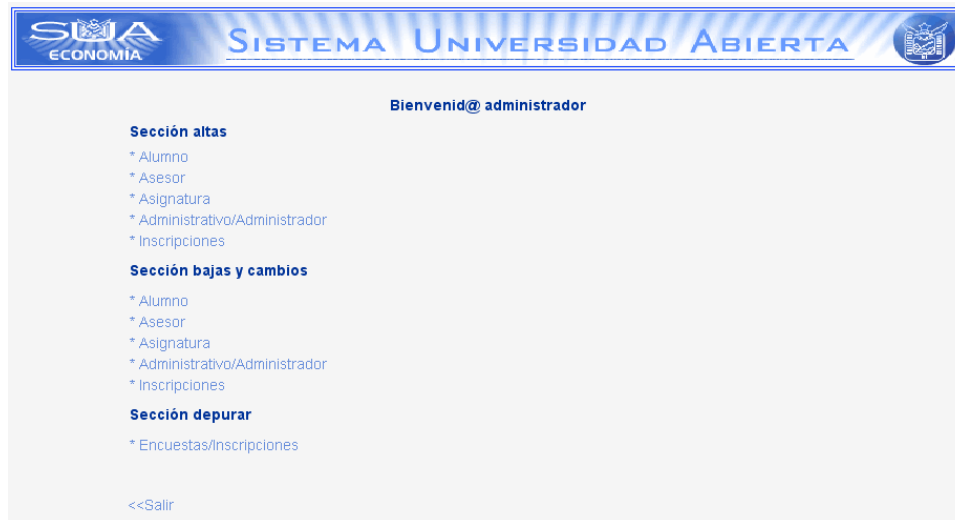 SUA
ECONOMÍA
SISTEMA UNIVERSIDAD ABIERTA
Bienvenid@ administrador
Sección altas
* Alumno
* Asesor
* Asignatura
* Administrativo/Administrador
* Inscripciones
Sección bajas y cambios
* Alumno
* Asesor
* Asignatura
* Administrativo/Administrador
* Inscripciones
Sección depurar
* Encuestas/Inscripciones
<<Salir